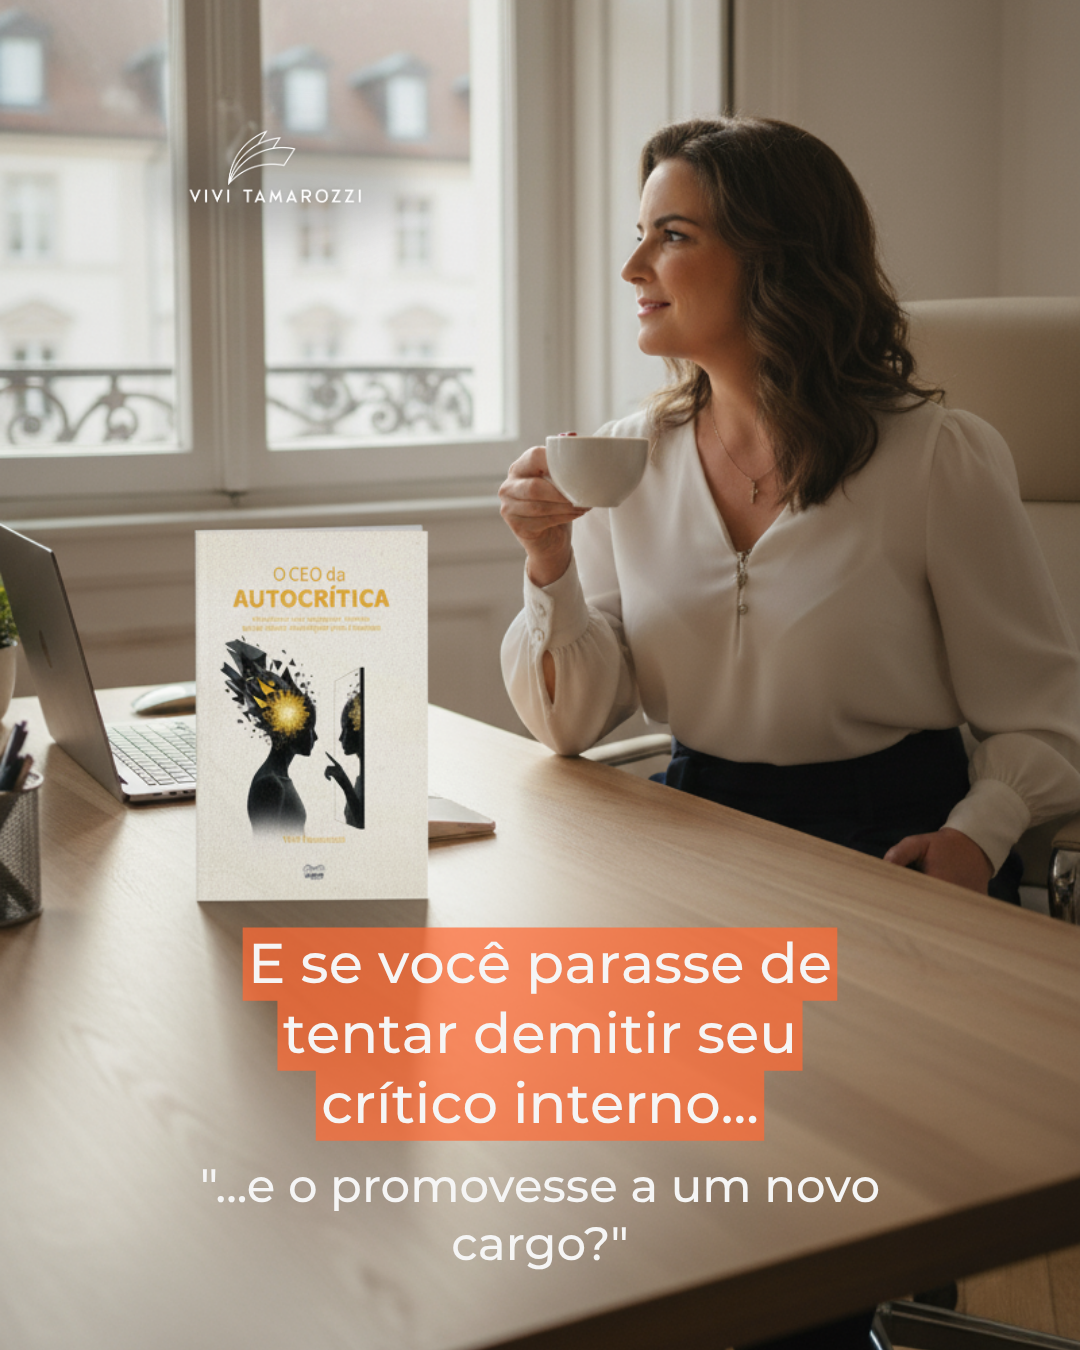 VIVI TAMAROZZI
O CEO da
AUTOCRÍTICA
E se você parasse de
tentar demitir seu
crítico interno...
"...e o promovesse a um novo
cargo?"